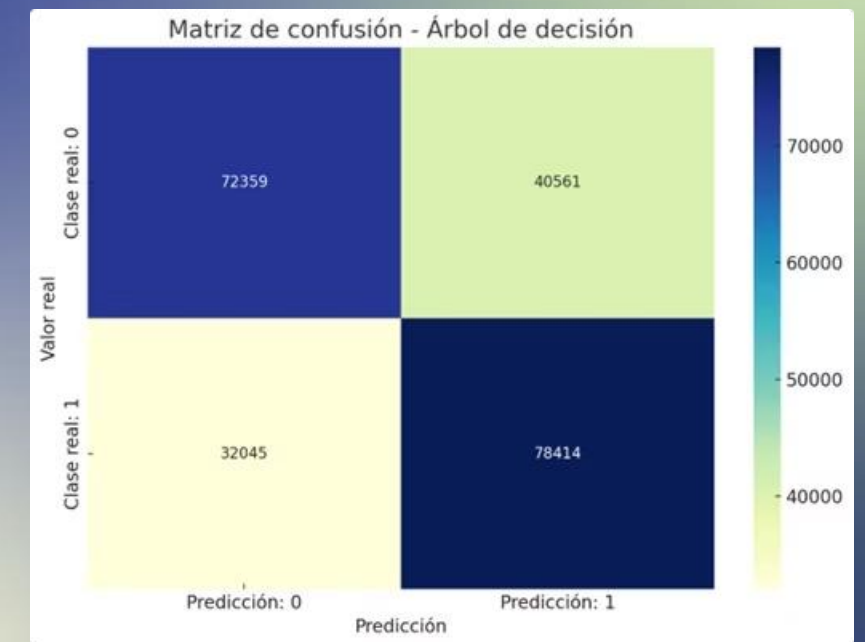 Matriz de confusión - Árbol de decisión
Clase real: 0
72359
40561
70000
60000
Valor real
50000
Clase real: 1
32045
78414
40000
Predicción: 0
Predicción: 1
Predicción